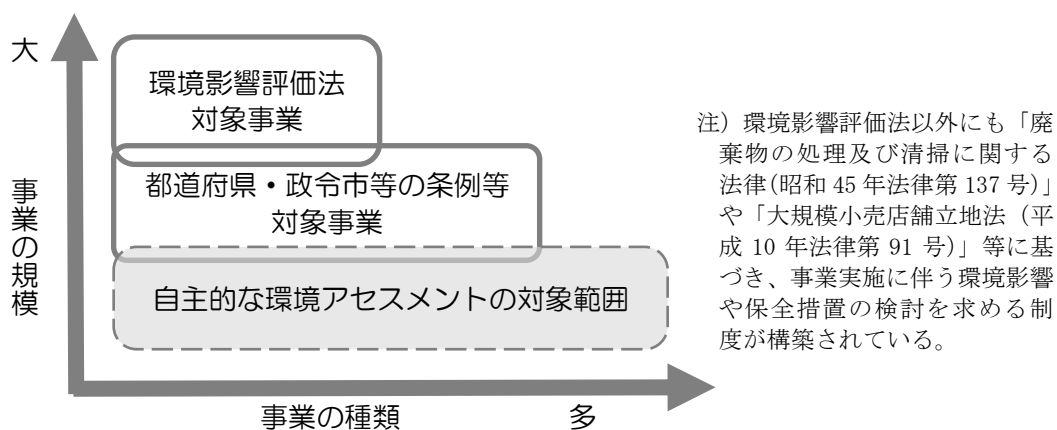 大
事業の規模
環境影響評価法
対象事業
都道府県・政令市等の条例等
対象事業
自主的な環境アセスメントの対象範囲
事業の種類
多
注）環境影響評価法以外にも「廃
棄物の処理及び清掃に関する
法律(昭和 45 年法律第 137 号)」
や「大規模小売店舗立地法（平
成 10 年法律第 91 号)」等に基
づき、事業実施に伴う環境影響
や保全措置の検討を求める制
度が構築されている。